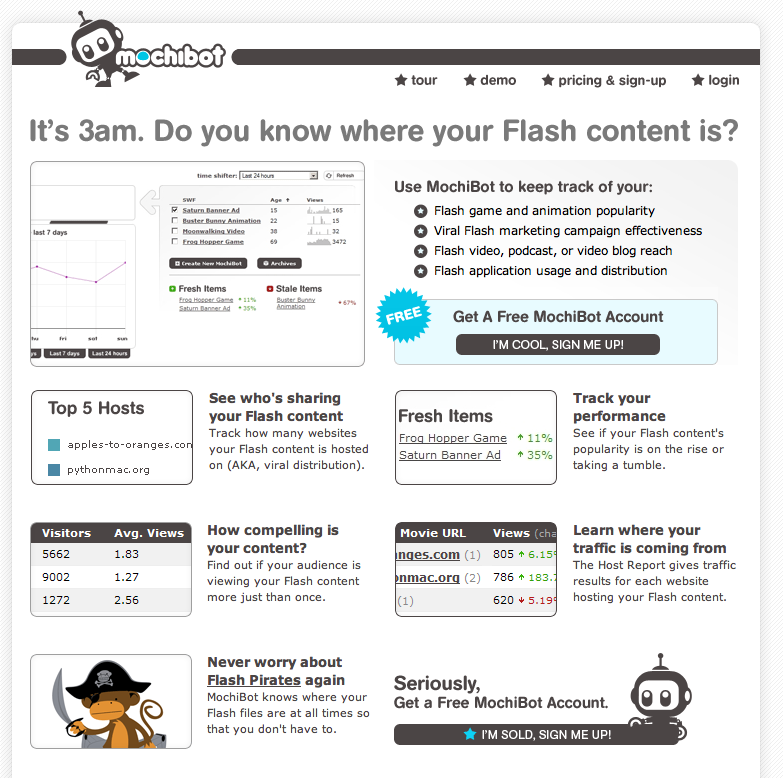 mochibot
tour
demo
pricing & sign-up
login
It's 3am. Do you know where your Flash content is?
time shifter: Last 24 hours Refresh
SWF Age Views
Saturn Banner Ad 15 165
Buster Bunny Animation 22 15
Moonwalking Video 38 32
Frog Hopper Game 69 3472
Create New MochiBot
Archives
last 7 days
Fresh Items
Frog Hopper Game 11%
Saturn Banner Ad 35%
Stale Items
Buster Bunny
Animation 67%
hu fri sat sun
ys
Last 7 days
Last 24 hours
Use MochiBot to keep track of your:
Flash game and animation popularity
Viral Flash marketing campaign effectiveness
Flash video, podcast, or video blog reach
Flash application usage and distribution
FREE
Get A Free MochiBot Account
I'M COOL, SIGN ME UP!
Top 5 Hosts
apples-to-oranges.con
pythonmac.org
See who's sharing
your Flash content
Track how many websites
your Flash content is hosted
on (AKA, viral distribution).
Fresh Items
Frog Hopper Game 11%
Saturn Banner Ad 35%
Track your
performance
See if your Flash content's
popularity is on the rise or
taking a tumble.
Visitors Avg. Views
5662 1.83
9002 1.27
1272 2.56
How compelling is
your content?
Find out if your audience is
viewing your Flash content
more just than once.
Movie URL Views (cha
nges.com (1) 805 6.15%
onmac.org (2) 786 183.7
(1) 620 5.19%
Learn where your
traffic is coming from
The Host Report gives traffic
results for each website
hosting your Flash content.
Never worry about
Flash Pirates again
MochiBot knows where your
Flash files are at all times so
that you don't have to.
Seriously,
Get a Free MochiBot Account.
I'M SOLD, SIGN ME UP!